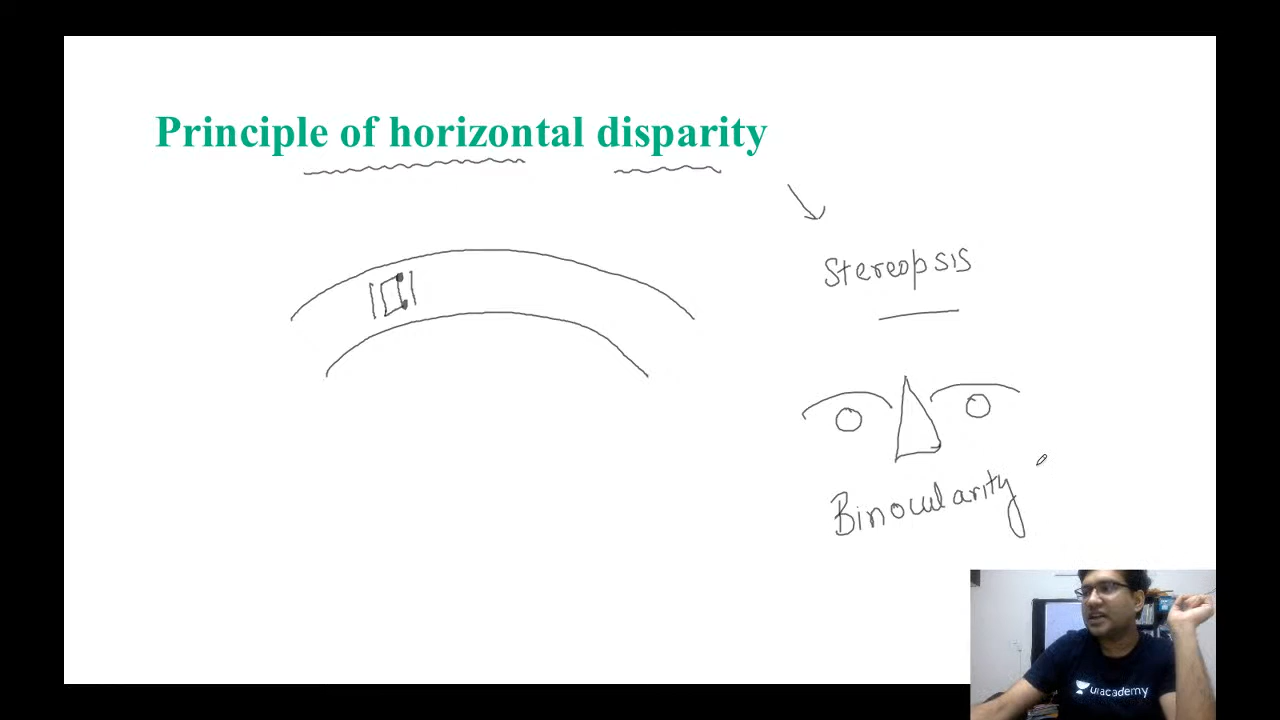 Principle of horizontal disparity
Stereopsis
Binocularity
unacademy